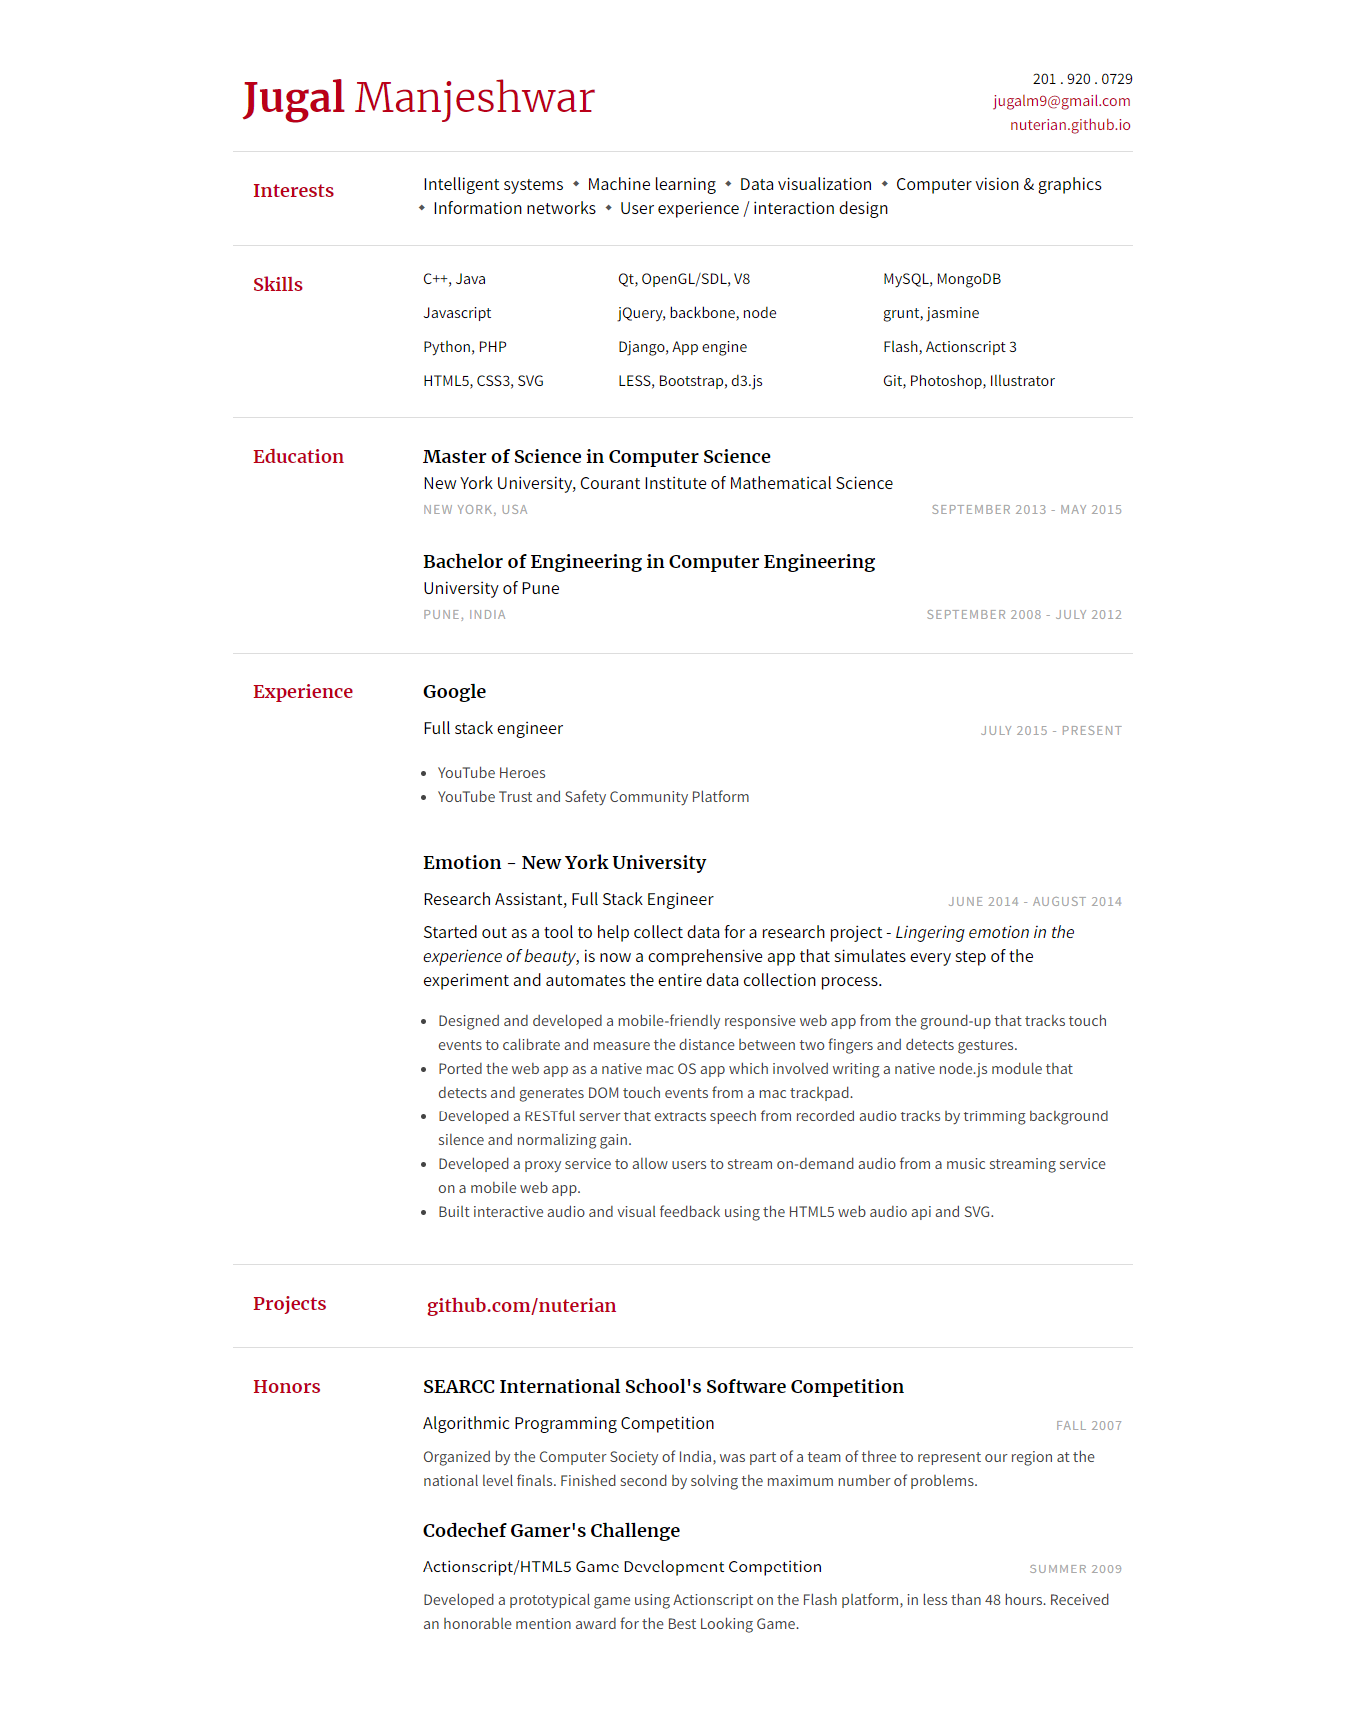 Jugal Manjeshwar
201 . 920 . 0729
jugalm9@gmail.com
nuterian.github.io
Interests
Intelligent systems ◆ Machine learning ◆ Data visualization ◆ Computer vision & graphics
◆ Information networks ◆ User experience / interaction design
Skills
C++, Java Qt, OpenGL/SDL, V8 MySQL, MongoDB
Javascript jQuery, backbone, node grunt, jasmine
Python, PHP Django, App engine Flash, Actionscript 3
HTML5, CSS3, SVG LESS, Bootstrap, d3.js Git, Photoshop, Illustrator
Education
Master of Science in Computer Science
New York University, Courant Institute of Mathematical Science
NEW YORK, USA SEPTEMBER 2013 - MAY 2015
Bachelor of Engineering in Computer Engineering
University of Pune
PUNE, INDIA SEPTEMBER 2008 - JULY 2012
Experience
Google
Full stack engineer JULY 2015 - PRESENT
• YouTube Heroes
• YouTube Trust and Safety Community Platform
Emotion - New York University
Research Assistant, Full Stack Engineer JUNE 2014 - AUGUST 2014
Started out as a tool to help collect data for a research project - Lingering emotion in the
experience of beauty, is now a comprehensive app that simulates every step of the
experiment and automates the entire data collection process.
• Designed and developed a mobile-friendly responsive web app from the ground-up that tracks touch
events to calibrate and measure the distance between two fingers and detects gestures.
• Ported the web app as a native mac OS app which involved writing a native node.js module that
detects and generates DOM touch events from a mac trackpad.
• Developed a RESTful server that extracts speech from recorded audio tracks by trimming background
silence and normalizing gain.
• Developed a proxy service to allow users to stream on-demand audio from a music streaming service
on a mobile web app.
• Built interactive audio and visual feedback using the HTML5 web audio api and SVG.
Projects
github.com/nuterian
Honors
SEARCC International School's Software Competition
Algorithmic Programming Competition FALL 2007
Organized by the Computer Society of India, was part of a team of three to represent our region at the
national level finals. Finished second by solving the maximum number of problems.
Codechef Gamer's Challenge
Actionscript/HTML5 Game Development Competition SUMMER 2009
Developed a prototypical game using Actionscript on the Flash platform, in less than 48 hours. Received
an honorable mention award for the Best Looking Game.